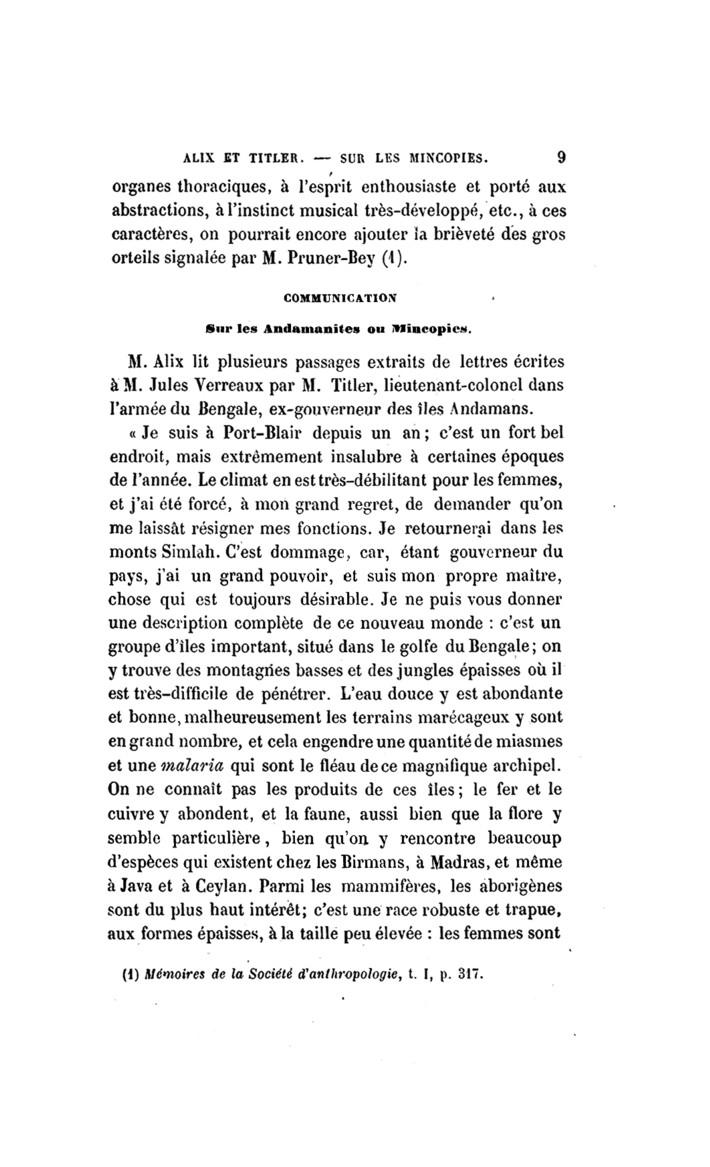 ALIX ET TITLER. — SUR LES MINCOPIES. 9
organes thoraciques, à l'esprit enthousiaste et porté aux
abstractions, à l'instinct musical très-développé, etc., à ces
caractères, on pourrait encore ajouter la brièveté des gros
orteils signalée par M. Pruner-Bey (1).
COMMUNICATION
Sur les Andamanites ou Mincopies.
M. Alix lit plusieurs passages extraits de lettres écrites
à M. Jules Verreaux par M. Titler, lieutenant-colonel dans
l'armée du Bengale, ex-gouverneur des îles Andamans.
« Je suis à Port-Blair depuis un an; c'est un fort bel
endroit, mais extrêmement insalubre à certaines époques
de l'année. Le climat en est très-débilitant pour les femmes,
et j'ai été forcé, à mon grand regret, de demander qu'on
me laissât résigner mes fonctions. Je retournerai dans les
monts Simlah. C'est dommage, car, étant gouverneur du
pays, j'ai un grand pouvoir, et suis mon propre maître,
chose qui est toujours désirable. Je ne puis vous donner
une description complète de ce nouveau monde : c'est un
groupe d'îles important, situé dans le golfe du Bengale; on
y trouve des montagnes basses et des jungles épaisses où il
est très-difficile de pénétrer. L'eau douce y est abondante
et bonne, malheureusement les terrains marécageux y sont
en grand nombre, et cela engendre une quantité de miasmes
et une malaria qui sont le fléau de ce magnifique archipel.
On ne connaît pas les produits de ces îles; le fer et le
cuivre y abondent, et la faune, aussi bien que la flore y
semble particulière, bien qu'on y rencontre beaucoup
d'espèces qui existent chez les Birmans, à Madras, et même
à Java et à Ceylan. Parmi les mammifères, les aborigènes
sont du plus haut intérêt; c'est une race robuste et trapue,
aux formes épaisses, à la taille peu élevée : les femmes sont
(1) Mémoires de la Société d'anthropologie, t. I, p. 317.